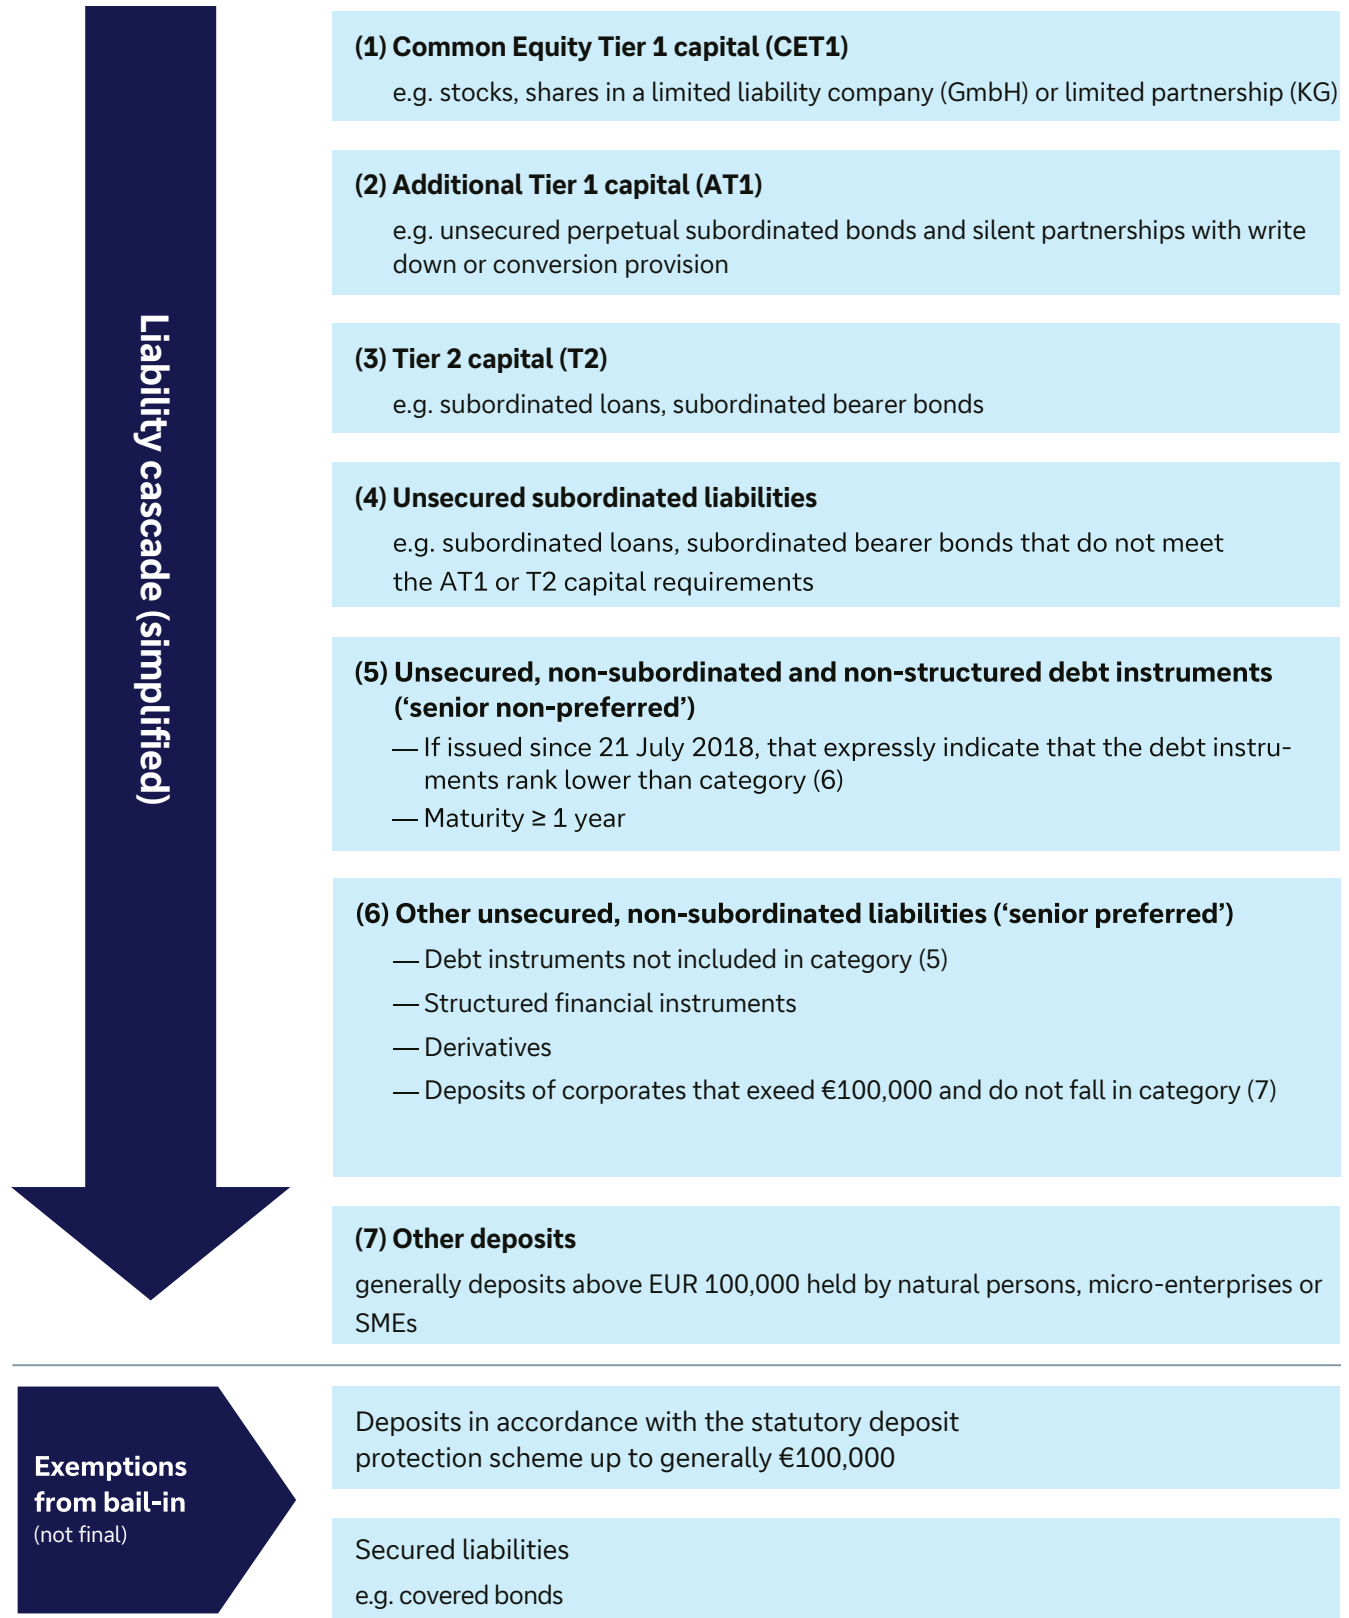 Liability cascade (simplified)
(1) Common Equity Tier 1 capital (CET1)
e.g. stocks, shares in a limited liability company (GmbH) or limited partnership (KG)
(2) Additional Tier 1 capital (AT1)
e.g. unsecured perpetual subordinated bonds and silent partnerships with write
down or conversion provision
(3) Tier 2 capital (T2)
e.g. subordinated loans, subordinated bearer bonds
(4) Unsecured subordinated liabilities
e.g. subordinated loans, subordinated bearer bonds that do not meet
the AT1 or T2 capital requirements
(5) Unsecured, non-subordinated and non-structured debt instruments
(‘senior non-preferred’)
— If issued since 21 July 2018, that expressly indicate that the debt instru-
ments rank lower than category (6)
— Maturity ≥ 1 year
(6) Other unsecured, non-subordinated liabilities (‘senior preferred’)
— Debt instruments not included in category (5)
— Structured financial instruments
— Derivatives
— Deposits of corporates that exeed €100,000 and do not fall in category (7)
(7) Other deposits
generally deposits above EUR 100,000 held by natural persons, micro-enterprises or
SMEs
Exemptions
from bail-in
(not final)
Deposits in accordance with the statutory deposit
protection scheme up to generally €100,000
Secured liabilities
e.g. covered bonds